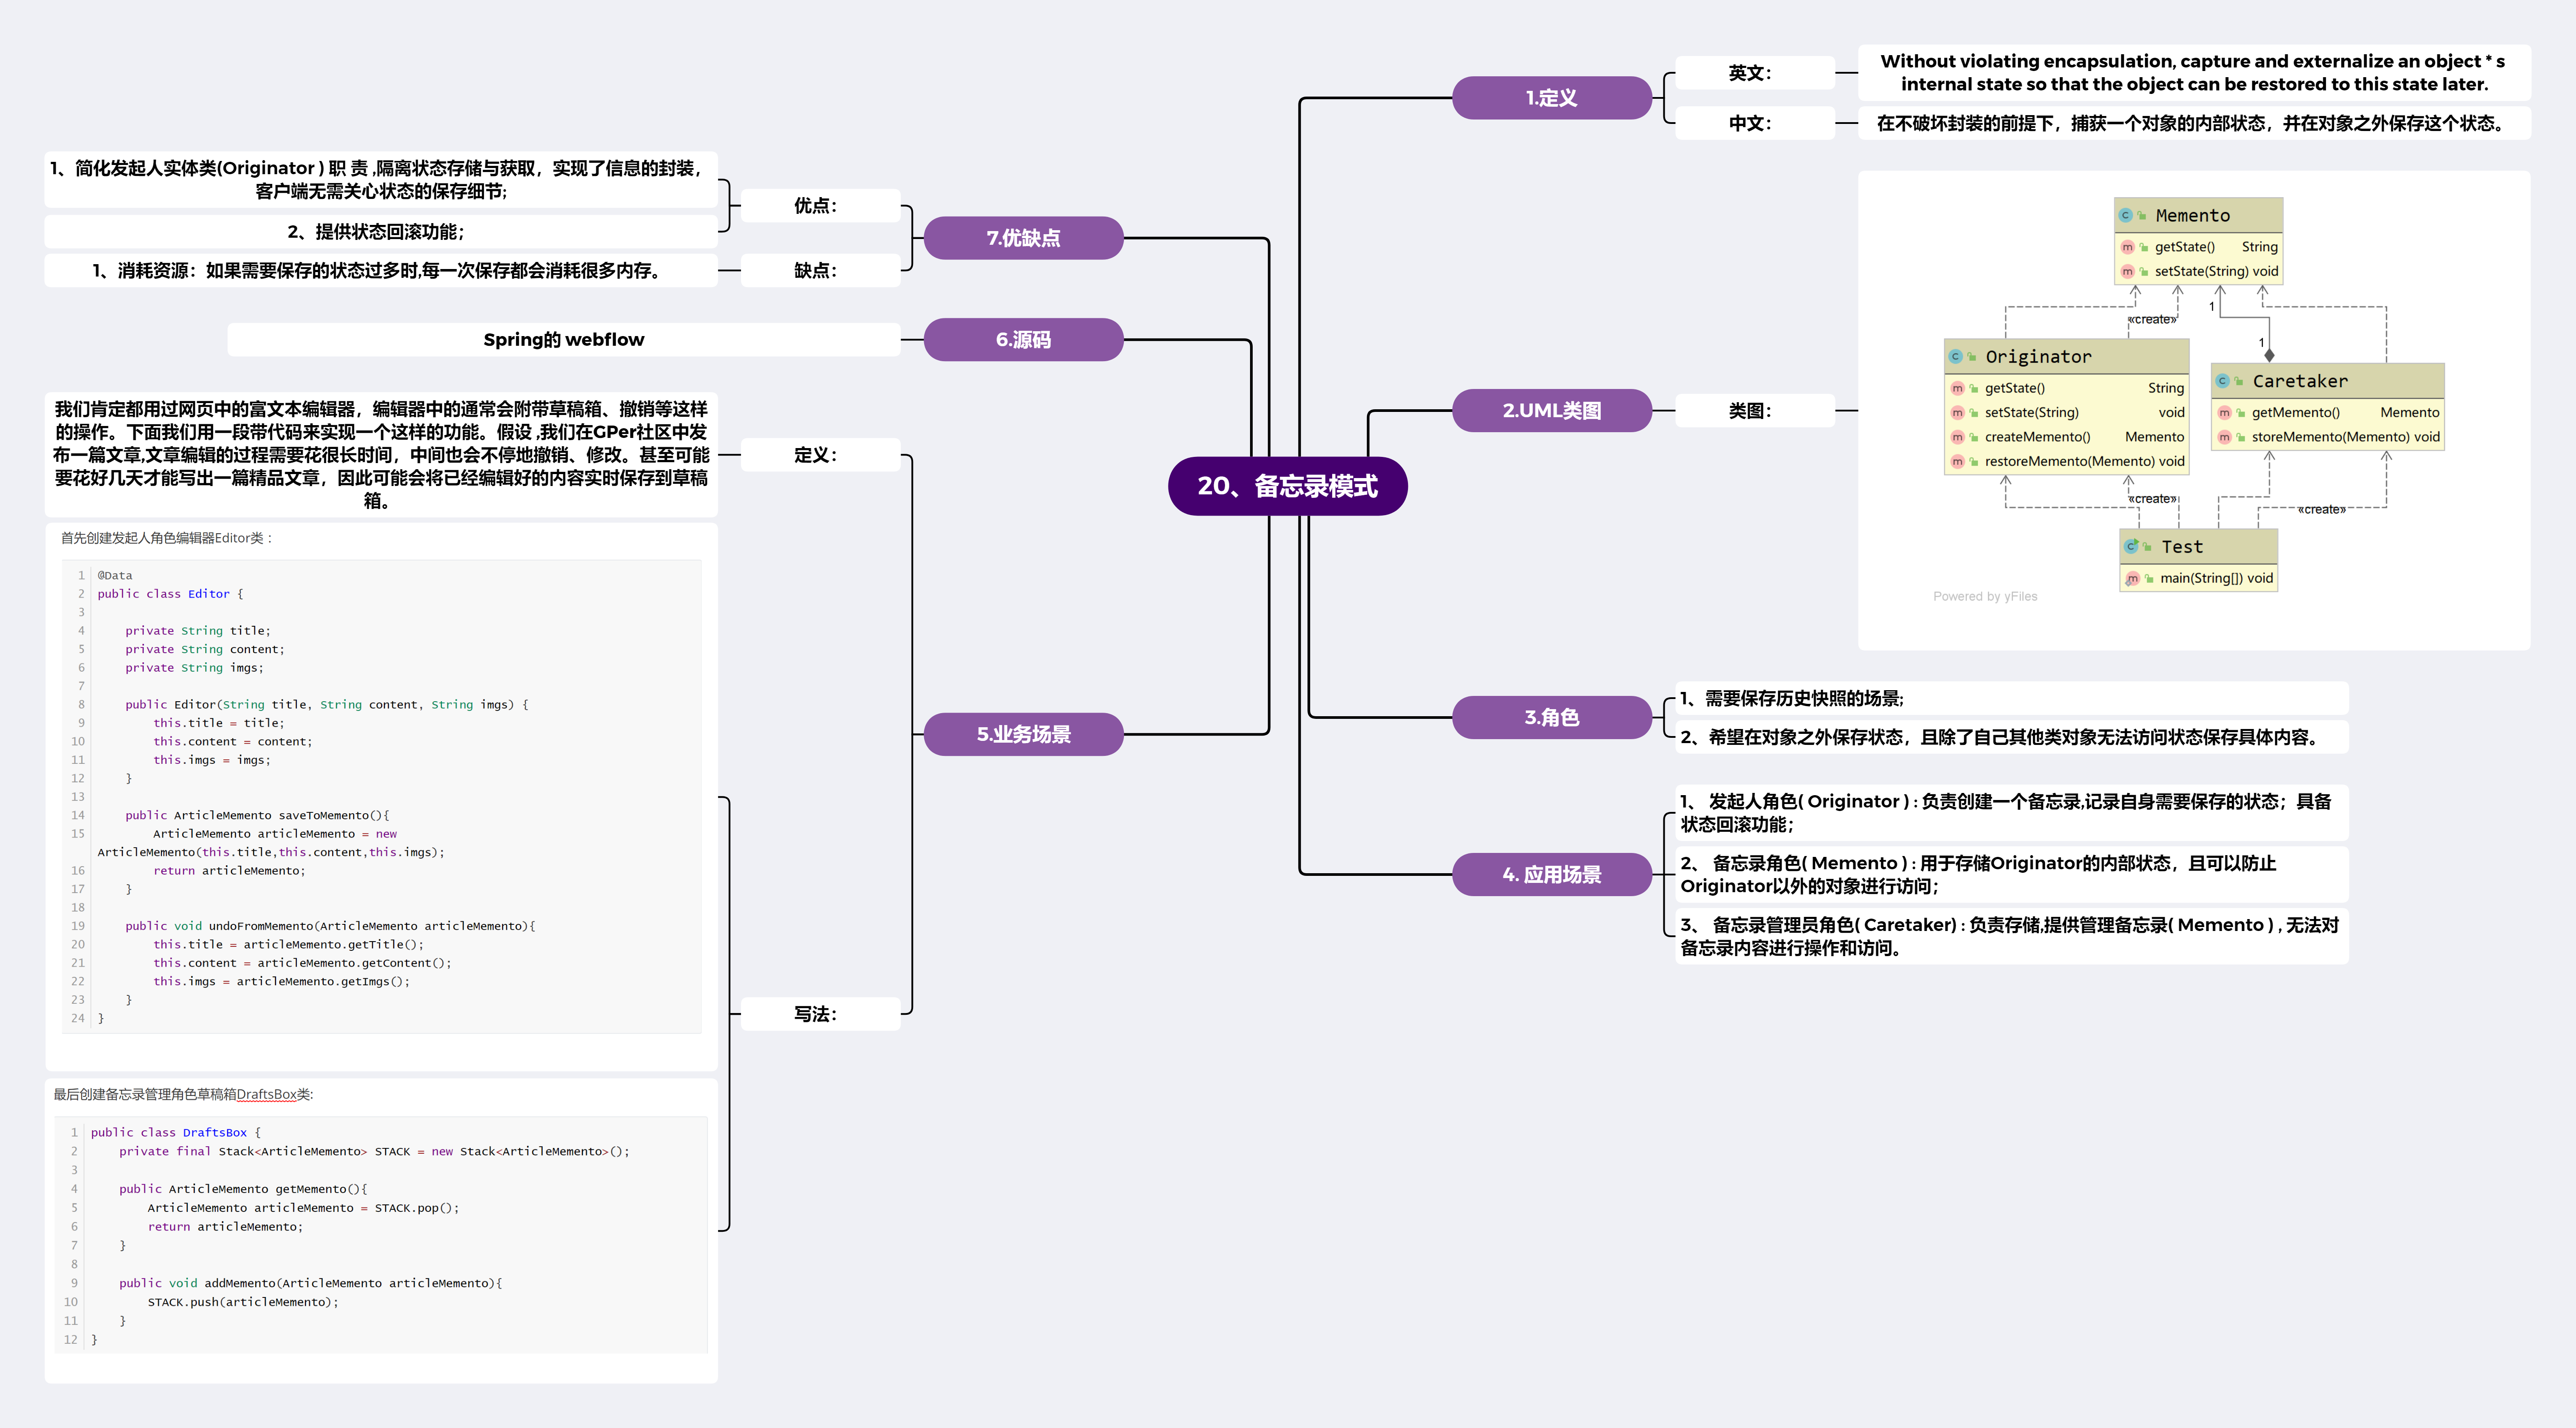 20、备忘录模式
1.定义
英文：
Without violating encapsulation, capture and externalize an object * s
internal state so that the object can be restored to this state later.
中文：
在不破坏封装的前提下，捕获一个对象的内部状态，并在对象之外保存这个状态。
2.UML类图
类图：
Memento
getState() String
setState(String) void
«create»
1
1
Originator
getState() String
setState(String) void
createMemento() Memento
restoreMemento(Memento) void
Caretaker
getMemento() Memento
storeMemento(Memento) void
«create»
«create»
Test
main(String[]) void
Powered by yFiles
3.角色
1、需要保存历史快照的场景;
2、希望在对象之外保存状态，且除了自己其他类对象无法访问状态保存具体内容。
4. 应用场景
1、 发起人角色( Originator ) : 负责创建一个备忘录,记录自身需要保存的状态；具备
状态回滚功能；
2、 备忘录角色( Memento ) : 用于存储Originator的内部状态，且可以防止
Originator以外的对象进行访问；
3、 备忘录管理员角色( Caretaker) : 负责存储,提供管理备忘录( Memento ) , 无法对
备忘录内容进行操作和访问。
5.业务场景
定义：
我们肯定都用过网页中的富文本编辑器，编辑器中的通常会附带草稿箱、撤销等这样
的操作。下面我们用一段带代码来实现一个这样的功能。假设 ,我们在GPer社区中发
布一篇文章,文章编辑的过程需要花很长时间，中间也会不停地撤销、修改。甚至可能
要花好几天才能写出一篇精品文章，因此可能会将已经编辑好的内容实时保存到草稿
箱。
写法：
首先创建发起人角色编辑器Editor类：
1 @Data
2 public class Editor {
3
4 private String title;
5 private String content;
6 private String imgs;
7
8 public Editor(String title, String content, String imgs) {
9 this.title = title;
10 this.content = content;
11 this.imgs = imgs;
12 }
13
14 public ArticleMemento saveToMemento(){
15 ArticleMemento articleMemento = new
ArticleMemento(this.title,this.content,this.imgs);
16 return articleMemento;
17 }
18
19 public void undoFromMemento(ArticleMemento articleMemento){
20 this.title = articleMemento.getTitle();
21 this.content = articleMemento.getContent();
22 this.imgs = articleMemento.getImgs();
23 }
24 }
最后创建备忘录管理角色草稿箱DraftsBox类:
1 public class DraftsBox {
2 private final Stack<ArticleMemento> STACK = new Stack<ArticleMemento>();
3
4 public ArticleMemento getMemento(){
5 ArticleMemento articleMemento = STACK.pop();
6 return articleMemento;
7 }
8
9 public void addMemento(ArticleMemento articleMemento){
10 STACK.push(articleMemento);
11 }
12 }
6.源码
Spring的 webflow
7.优缺点
优点：
1、简化发起人实体类(Originator ) 职 责 ,隔离状态存储与获取，实现了信息的封装，
客户端无需关心状态的保存细节;
2、提供状态回滚功能；
缺点：
1、消耗资源：如果需要保存的状态过多时,每一次保存都会消耗很多内存。